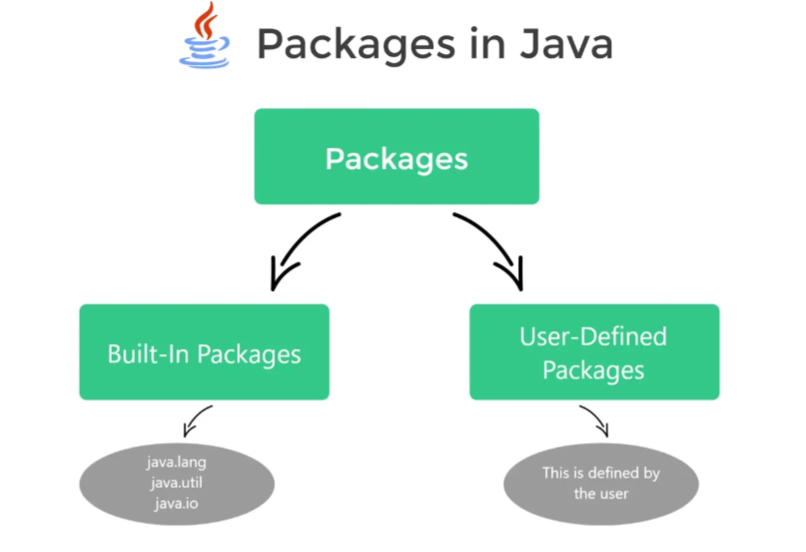 Packages in Java
Packages
Built-In Packages
User-Defined
Packages
java.lang
java.util
java.io
This is defined by
the user